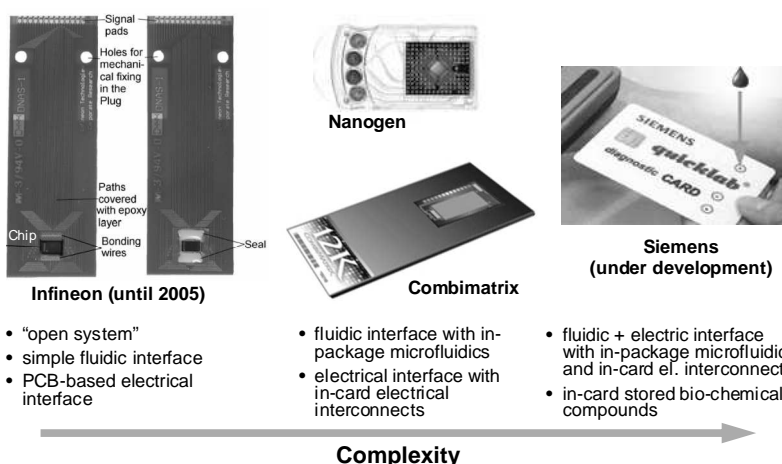 Signal
pads
Holes for
mechani-
cal fixing
in the
Plug
Paths
covered
with epoxy
layer
Chip
Bonding
wires
Seal
Infineon (until 2005)
• “open system”
• simple fluidic interface
• PCB-based electrical
interface
Nanogen
12K
Combimatrix
• fluidic interface with in-
package microfluidics
• electrical interface with
in-card electrical
interconnects
SIEMENS
quicklab®
diagnostic CARD
Siemens
(under development)
• fluidic + electric interface
with in-package microfluidic
and in-card el. interconnect
• in-card stored bio-chemical
compounds
Complexity